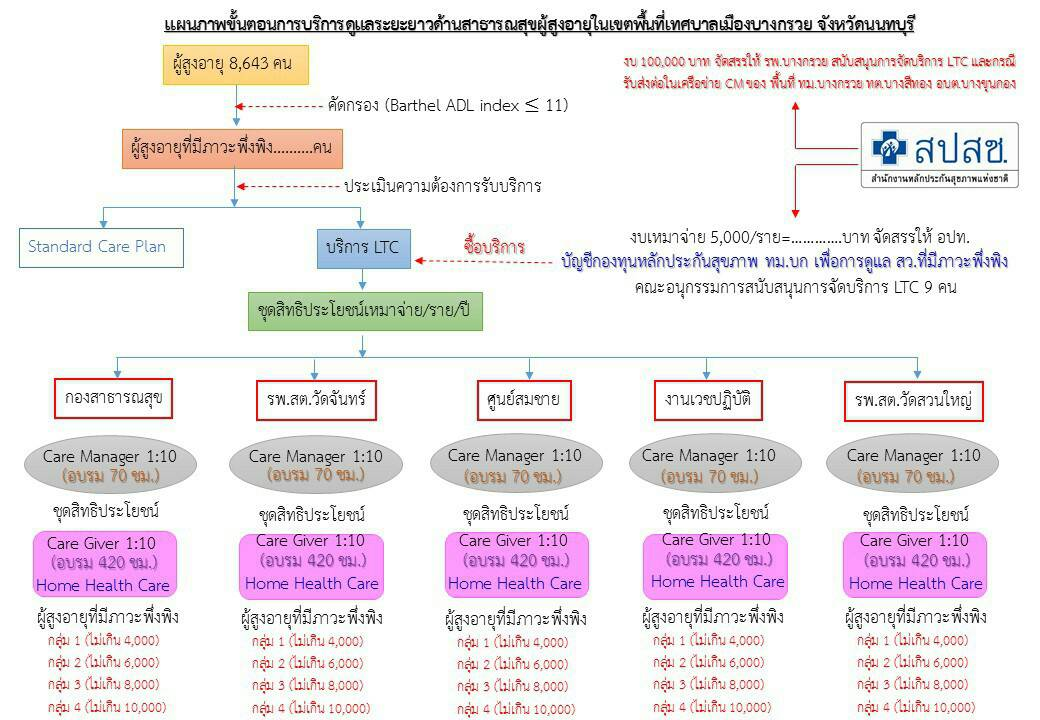 แผนภาพขั้นตอนการบริการดูแลระยะยาวด้านสาธารณสุขผู้สูงอายุในเขตพื้นที่เทศบาลเมืองบางกรวย จังหวัดนนทบุรี
ผู้สูงอายุ 8,643 คน
งบ 100,000 บาท จัดสรรให้ รพ.บางกรวย สนับสนุนการจัดบริการ LTC และกรณี
รับส่งต่อในเครือข่าย CM ของ พื้นที่ ทม.บางกรวย ทต.บางสีทอง อบต.บางขุนกอง
คัดกรอง (Barthel ADL index ≤ 11)
ผู้สูงอายุที่มีภาวะพึ่งพิง..........คน
สปสช.
สำนักงานหลักประกันสุขภาพแห่งชาติ
ประเมินความต้องการรับบริการ
Standard Care Plan
บริการ LTC
ซื้อบริการ
งบเหมาจ่าย 5,000/ราย=.............บาท จัดสรรให้ อปท.
บัญชีกองทุนหลักประกันสุขภาพ ทม.บก เพื่อการดูแล สว.ที่มีภาวะพึ่งพิง
คณะอนุกรรมการสนับสนุนการจัดบริการ LTC 9 คน
ชุดสิทธิประโยชน์เหมาจ่าย/ราย/ปี
กองสาธารณสุข
Care Manager 1:10
(อบรม 70 ชม.)
ชุดสิทธิประโยชน์
Care Giver 1:10
(อบรม 420 ชม.)
Home Health Care
ผู้สูงอายุที่มีภาวะพึ่งพิง
กลุ่ม 1 (ไม่เกิน 4,000)
กลุ่ม 2 (ไม่เกิน 6,000)
กลุ่ม 3 (ไม่เกิน 8,000)
กลุ่ม 4 (ไม่เกิน 10,000)
รพ.สต.วัดจันทร์
Care Manager 1:10
(อบรม 70 ชม.)
ชุดสิทธิประโยชน์
Care Giver 1:10
(อบรม 420 ชม.)
Home Health Care
ผู้สูงอายุที่มีภาวะพึ่งพิง
กลุ่ม 1 (ไม่เกิน 4,000)
กลุ่ม 2 (ไม่เกิน 6,000)
กลุ่ม 3 (ไม่เกิน 8,000)
กลุ่ม 4 (ไม่เกิน 10,000)
ศูนย์สมชาย
Care Manager 1:10
(อบรม 70 ชม.)
ชุดสิทธิประโยชน์
Care Giver 1:10
(อบรม 420 ชม.)
Home Health Care
ผู้สูงอายุที่มีภาวะพึ่งพิง
กลุ่ม 1 (ไม่เกิน 4,000)
กลุ่ม 2 (ไม่เกิน 6,000)
กลุ่ม 3 (ไม่เกิน 8,000)
กลุ่ม 4 (ไม่เกิน 10,000)
งานเวชปฏิบัติ
Care Manager 1:10
(อบรม 70 ชม.)
ชุดสิทธิประโยชน์
Care Giver 1:10
(อบรม 420 ชม.)
Home Health Care
ผู้สูงอายุที่มีภาวะพึ่งพิง
กลุ่ม 1 (ไม่เกิน 4,000)
กลุ่ม 2 (ไม่เกิน 6,000)
กลุ่ม 3 (ไม่เกิน 8,000)
กลุ่ม 4 (ไม่เกิน 10,000)
รพ.สต.วัดสวนใหญ่
Care Manager 1:10
(อบรม 70 ชม.)
ชุดสิทธิประโยชน์
Care Giver 1:10
(อบรม 420 ชม.)
Home Health Care
ผู้สูงอายุที่มีภาวะพึ่งพิง
กลุ่ม 1 (ไม่เกิน 4,000)
กลุ่ม 2 (ไม่เกิน 6,000)
กลุ่ม 3 (ไม่เกิน 8,000)
กลุ่ม 4 (ไม่เกิน 10,000)